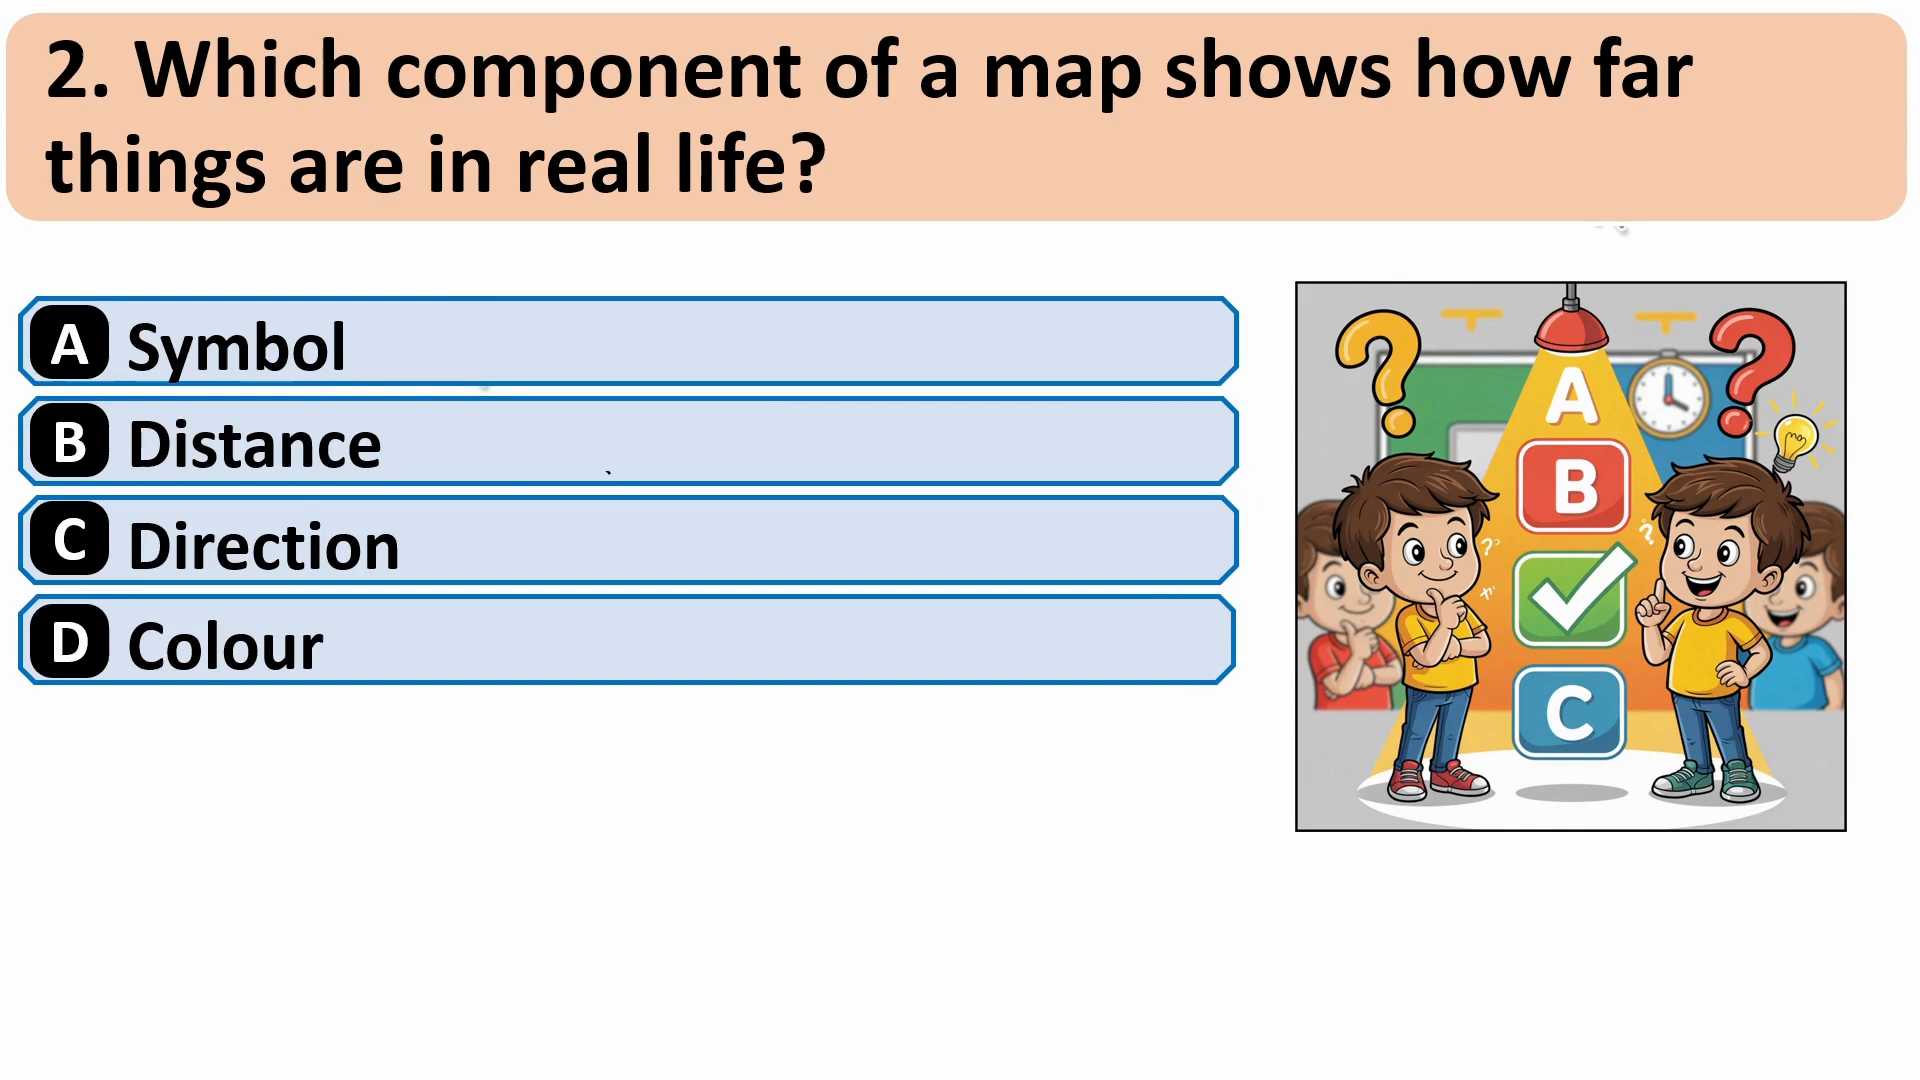 2. Which component of a map shows how far
things are in real life?
A Symbol
B Distance
C Direction
D Colour
?
?
A
B
C